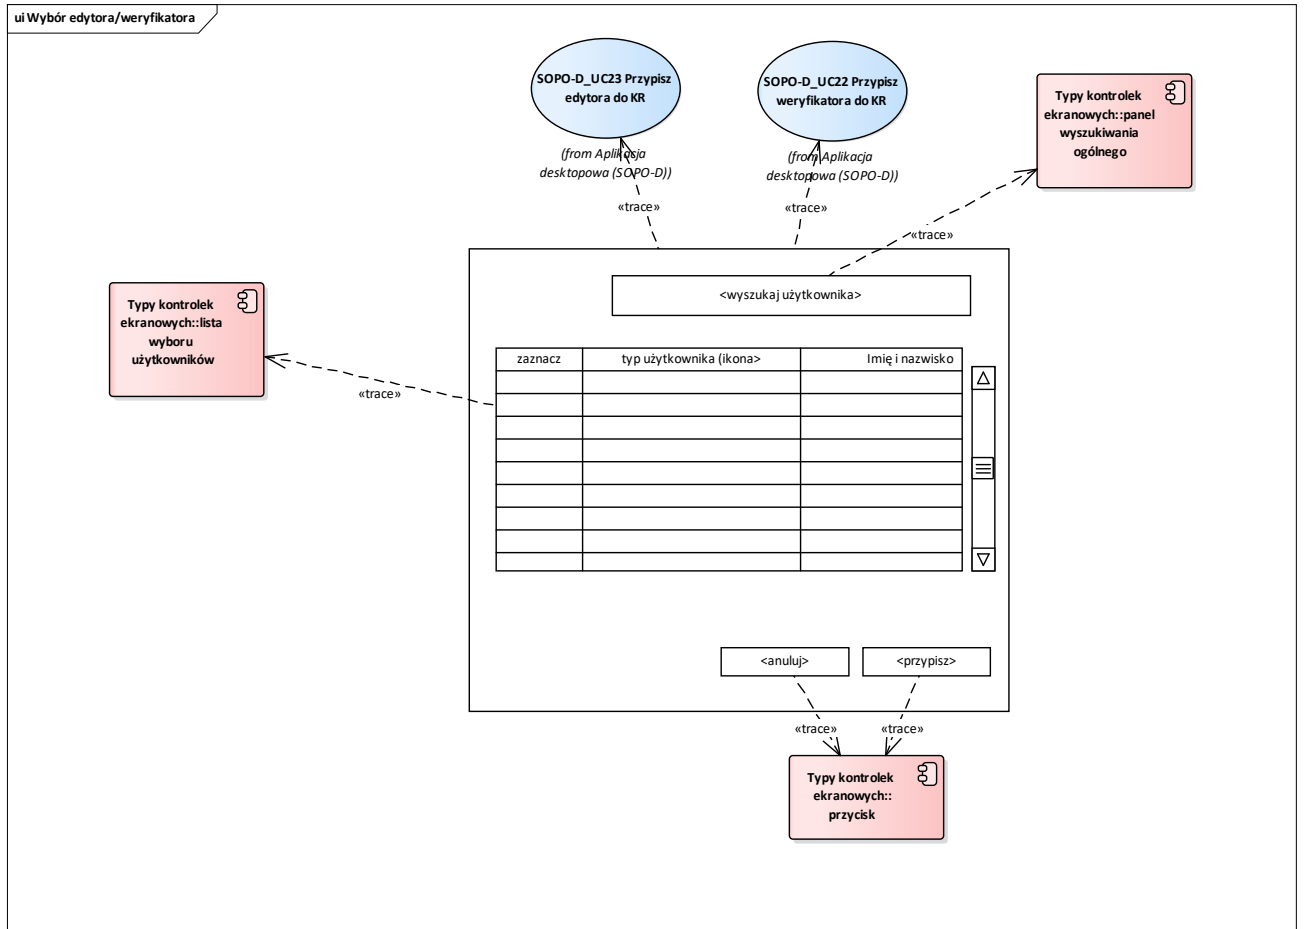 ui Wybór edytora/weryfikatora
SOPO-D_UC23 Przypisz
edytora do KR
(from Aplikacja
desktopowa (SOPO-D))
«trace»
SOPO-D_UC22 Przypisz
weryfikatora do KR
(from Aplikacja
desktopowa (SOPO-D))
«trace»
Typy kontrolek
ekranowych::panel
wyszukiwania
ogólnego
«trace»
<wyszukaj użytkownika>
Typy kontrolek
ekranowych::lista
wyboru
użytkowników
«trace»
zaznacz
typ użytkownika (ikona>
Imię i nazwisko
<anuluj>
<przypisz>
«trace»
«trace»
Typy kontrolek
ekranowych::
przycisk